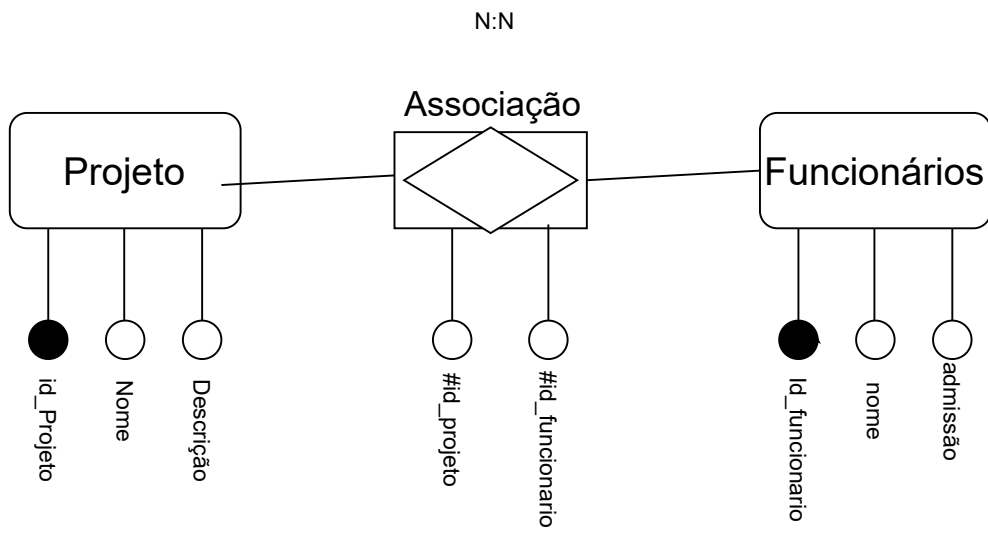 N:N
Associação
Projeto
Funcionários
id_Projeto
Nome
Descrição
#id_projeto
#id_funcionario
Id_funcionario
nome
admissão